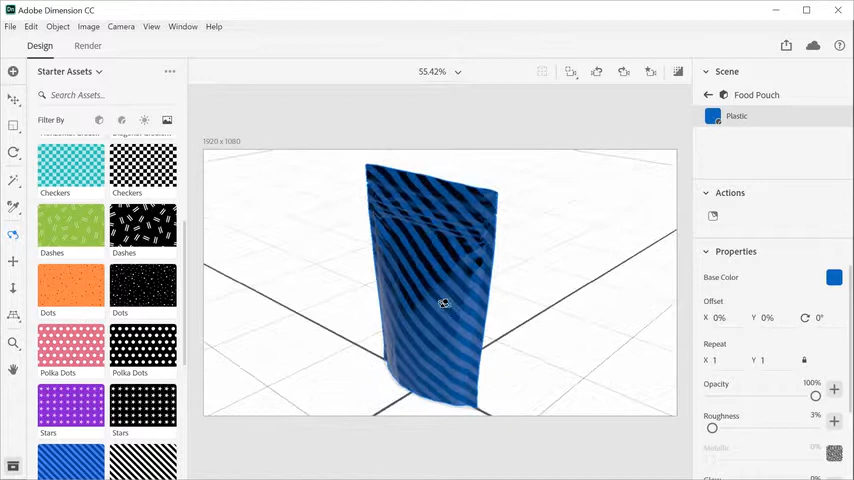 Adobe Dimension CC
File Edit Object Image Camera View Window Help
Design Render
Starter Assets
55.42%
Scene
Search Assets...
Food Pouch
Filter By
Plastic
1920 x 1080
Checkers Checkers
Actions
Dashes Dashes
Properties
Base Color
Offset
Dots Dots
X 0% Y 0% 0°
Repeat
X 1 Y 1
Polka Dots Polka Dots
Opacity 100%
Roughness 3%
Stars Stars
Metallic 0%